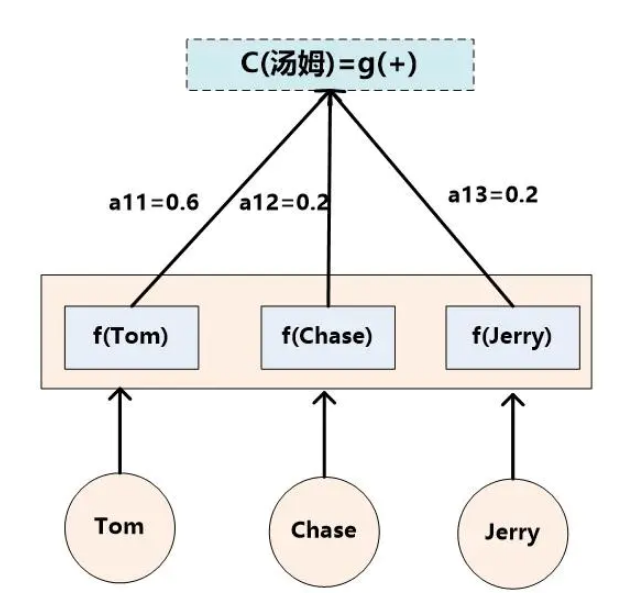 C(汤姆)=g(+)
a11=0.6
a12=0.2
a13=0.2
f(Tom)
f(Chase)
f(Jerry)
Tom
Chase
Jerry